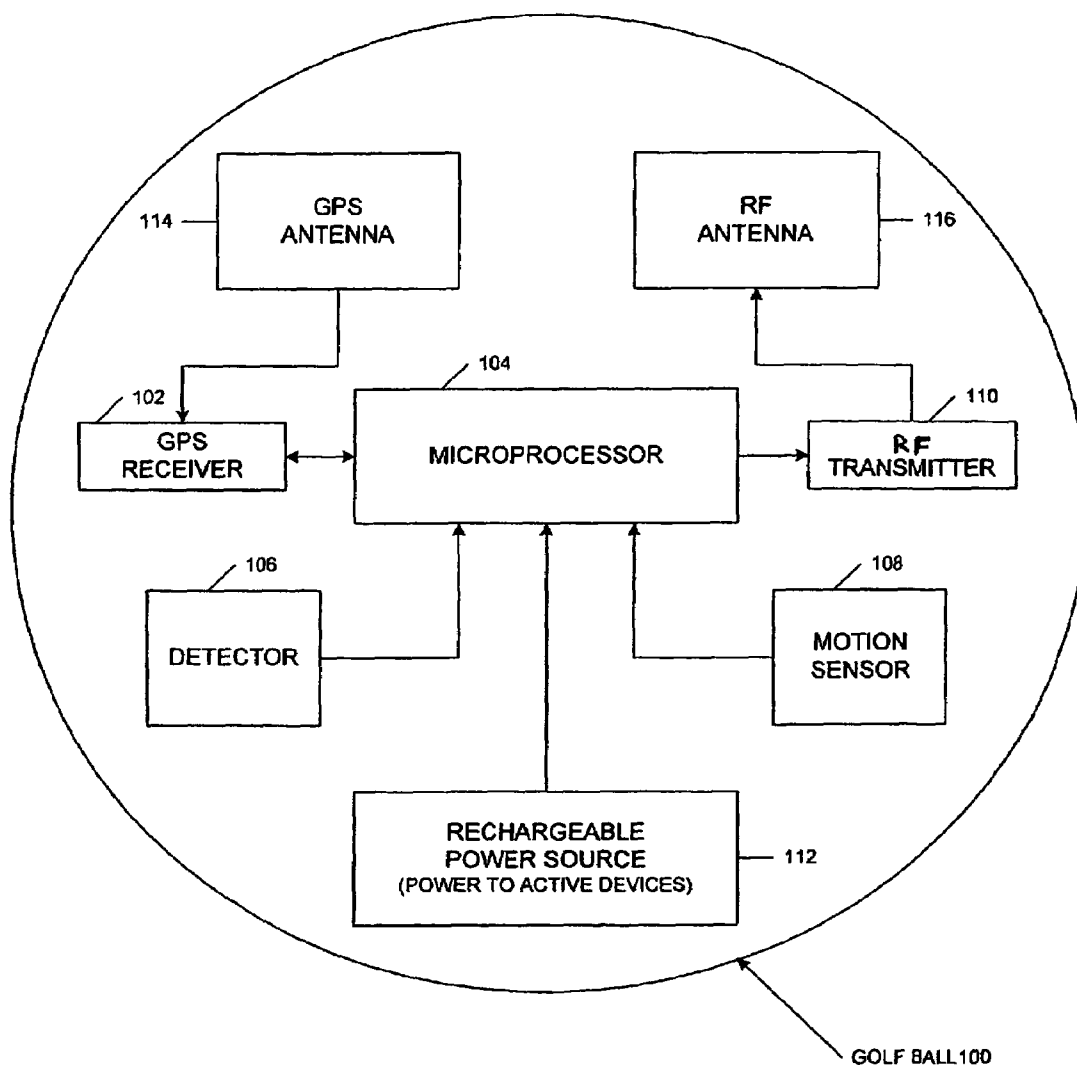 GPS
ANTENNA
114
RF
ANTENNA
116
104
102
GPS
RECEIVER
MICROPROCESSOR
110
RF
TRANSMITTER
106
DETECTOR
108
MOTION
SENSOR
RECHARGEABLE
POWER SOURCE
(POWER TO ACTIVE DEVICES)
112
GOLF BALL100